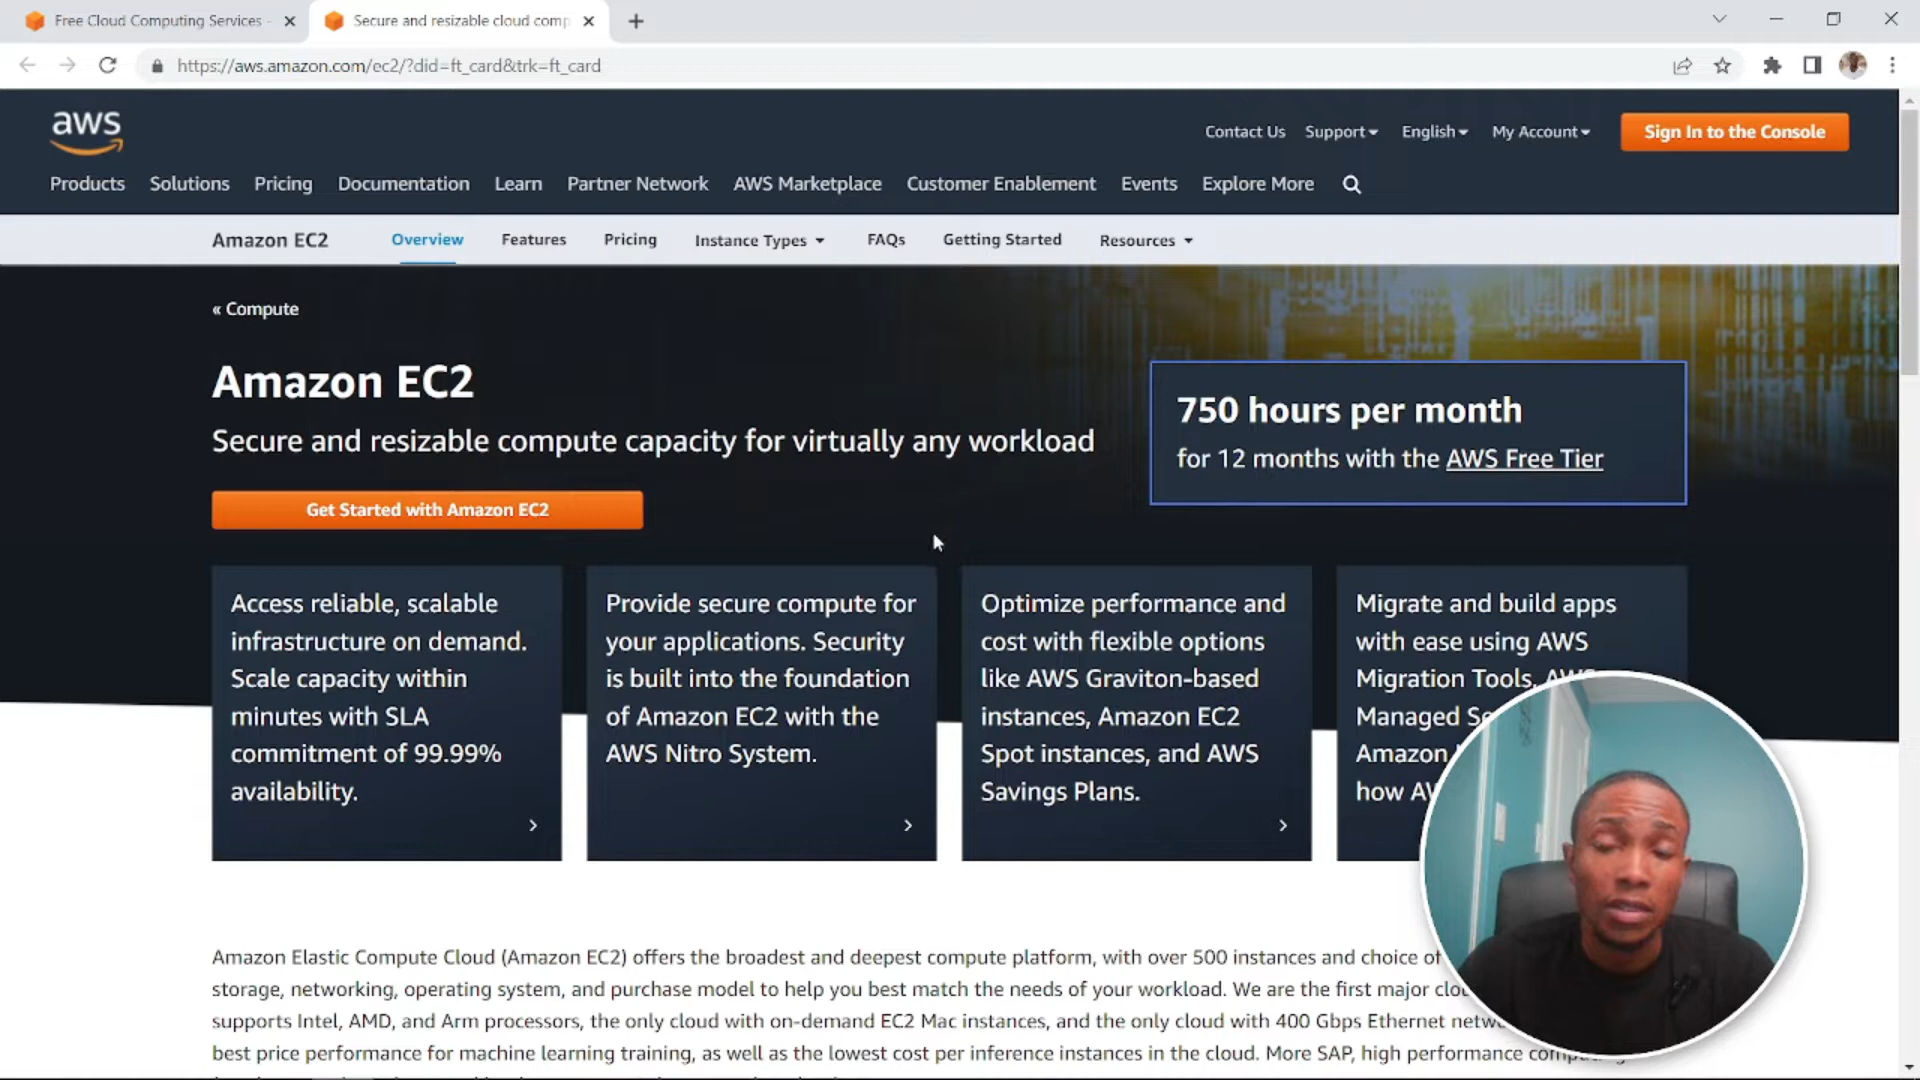 Free Cloud Computing Services -
Secure and resizable cloud comp
https://aws.amazon.com/ec2/?did=ft_card&trk=ft_card
aws
Contact Us Support English My Account Sign In to the Console
Products Solutions Pricing Documentation Learn Partner Network AWS Marketplace Customer Enablement Events Explore More
Amazon EC2 Overview Features Pricing Instance Types FAQs Getting Started Resources
« Compute
Amazon EC2
Secure and resizable compute capacity for virtually any workload
Get Started with Amazon EC2
750 hours per month
for 12 months with the AWS Free Tier
Access reliable, scalable
infrastructure on demand.
Scale capacity within
minutes with SLA
commitment of 99.99%
availability.
Provide secure compute for
your applications. Security
is built into the foundation
of Amazon EC2 with the
AWS Nitro System.
Optimize performance and
cost with flexible options
like AWS Graviton-based
instances, Amazon EC2
Spot instances, and AWS
Savings Plans.
Migrate and build apps
with ease using AWS
Migration Tools, AWS
Managed
Amazon
how
Amazon Elastic Compute Cloud (Amazon EC2) offers the broadest and deepest compute platform, with over 500 instances and choice of
storage, networking, operating system, and purchase model to help you best match the needs of your workload. We are the first major
supports Intel, AMD, and Arm processors, the only cloud with on-demand EC2 Mac instances, and the only cloud with 400 Gbps Ethernet
best price performance for machine learning training, as well as the lowest cost per inference instances in the cloud. More SAP, high performance